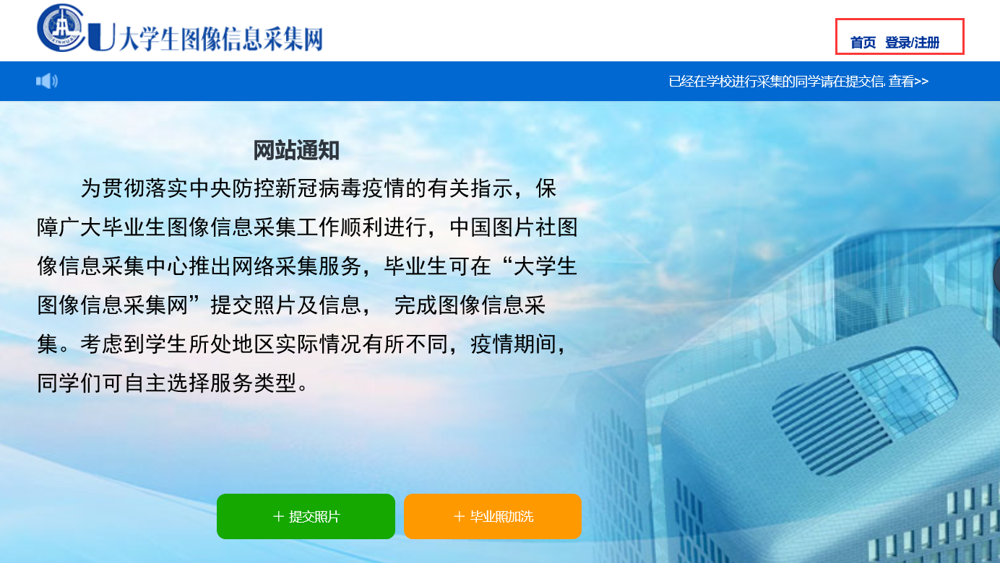 XINHUA
U大学生图像信息采集网
首页 登录/注册
已经在学校进行采集的同学请在提交信. 查看>>
网站通知
为贯彻落实中央防控新冠病毒疫情的有关指示，保
障广大毕业生图像信息采集工作顺利进行，中国图片社图
像信息采集中心推出网络采集服务，毕业生可在“大学生
图像信息采集网”提交照片及信息， 完成图像信息采
集。考虑到学生所处地区实际情况有所不同，疫情期间，
同学们可自主选择服务类型。
+ 提交照片
+ 毕业照加洗